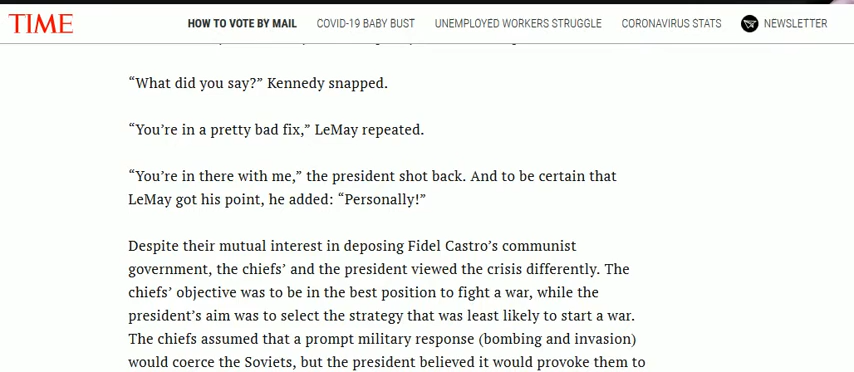 TIME
HOW TO VOTE BY MAIL COVID-19 BABY BUST UNEMPLOYED WORKERS STRUGGLE CORONAVIRUS STATS NEWSLETTER
“What did you say?” Kennedy snapped.
“You’re in a pretty bad fix,” LeMay repeated.
“You’re in there with me,” the president shot back. And to be certain that
LeMay got his point, he added: “Personally!”
Despite their mutual interest in deposing Fidel Castro’s communist
government, the chiefs’ and the president viewed the crisis differently. The
chiefs’ objective was to be in the best position to fight a war, while the
president’s aim was to select the strategy that was least likely to start a war.
The chiefs assumed that a prompt military response (bombing and invasion)
would coerce the Soviets, but the president believed it would provoke them to